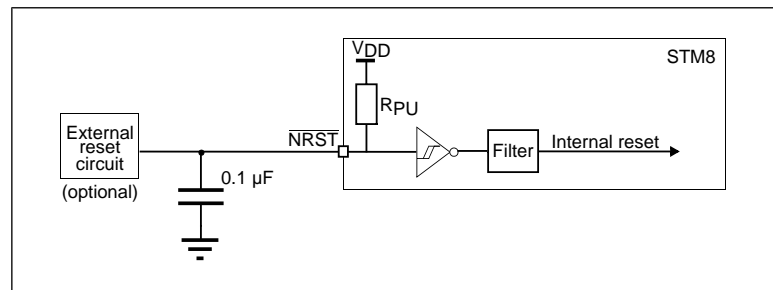 VDD
STM8
RPU
External
reset
circuit
(optional)
NRST
0.1 µF
Filter
Internal reset